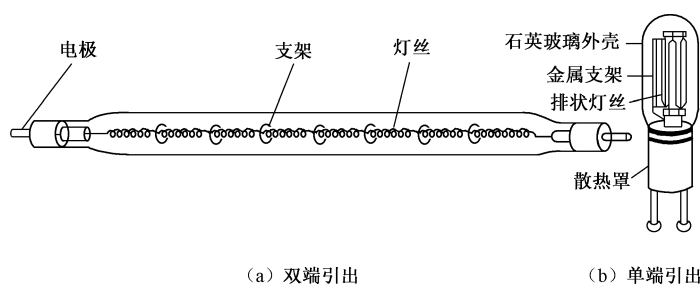 电极
支架
灯丝
石英玻璃外壳
金属支架
排状灯丝
散热罩
（a）双端引出
（b）单端引出